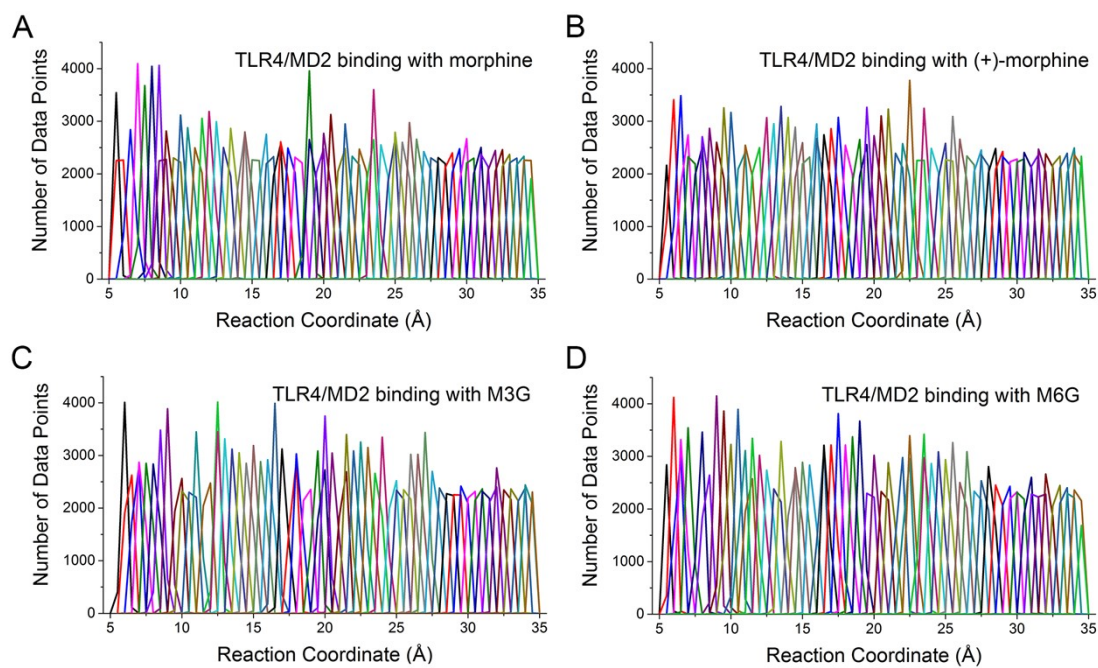 A
TLR4/MD2 binding with morphine
Number of Data Points
4000
3000
2000
1000
0
5 10 15 20 25 30 35
Reaction Coordinate (Å)
B
TLR4/MD2 binding with (+)-morphine
Number of Data Points
4000
3000
2000
1000
0
5 10 15 20 25 30 35
Reaction Coordinate (Å)
C
TLR4/MD2 binding with M3G
Number of Data Points
4000
3000
2000
1000
0
5 10 15 20 25 30 35
Reaction Coordinate (Å)
D
TLR4/MD2 binding with M6G
Number of Data Points
4000
3000
2000
1000
0
5 10 15 20 25 30 35
Reaction Coordinate (Å)